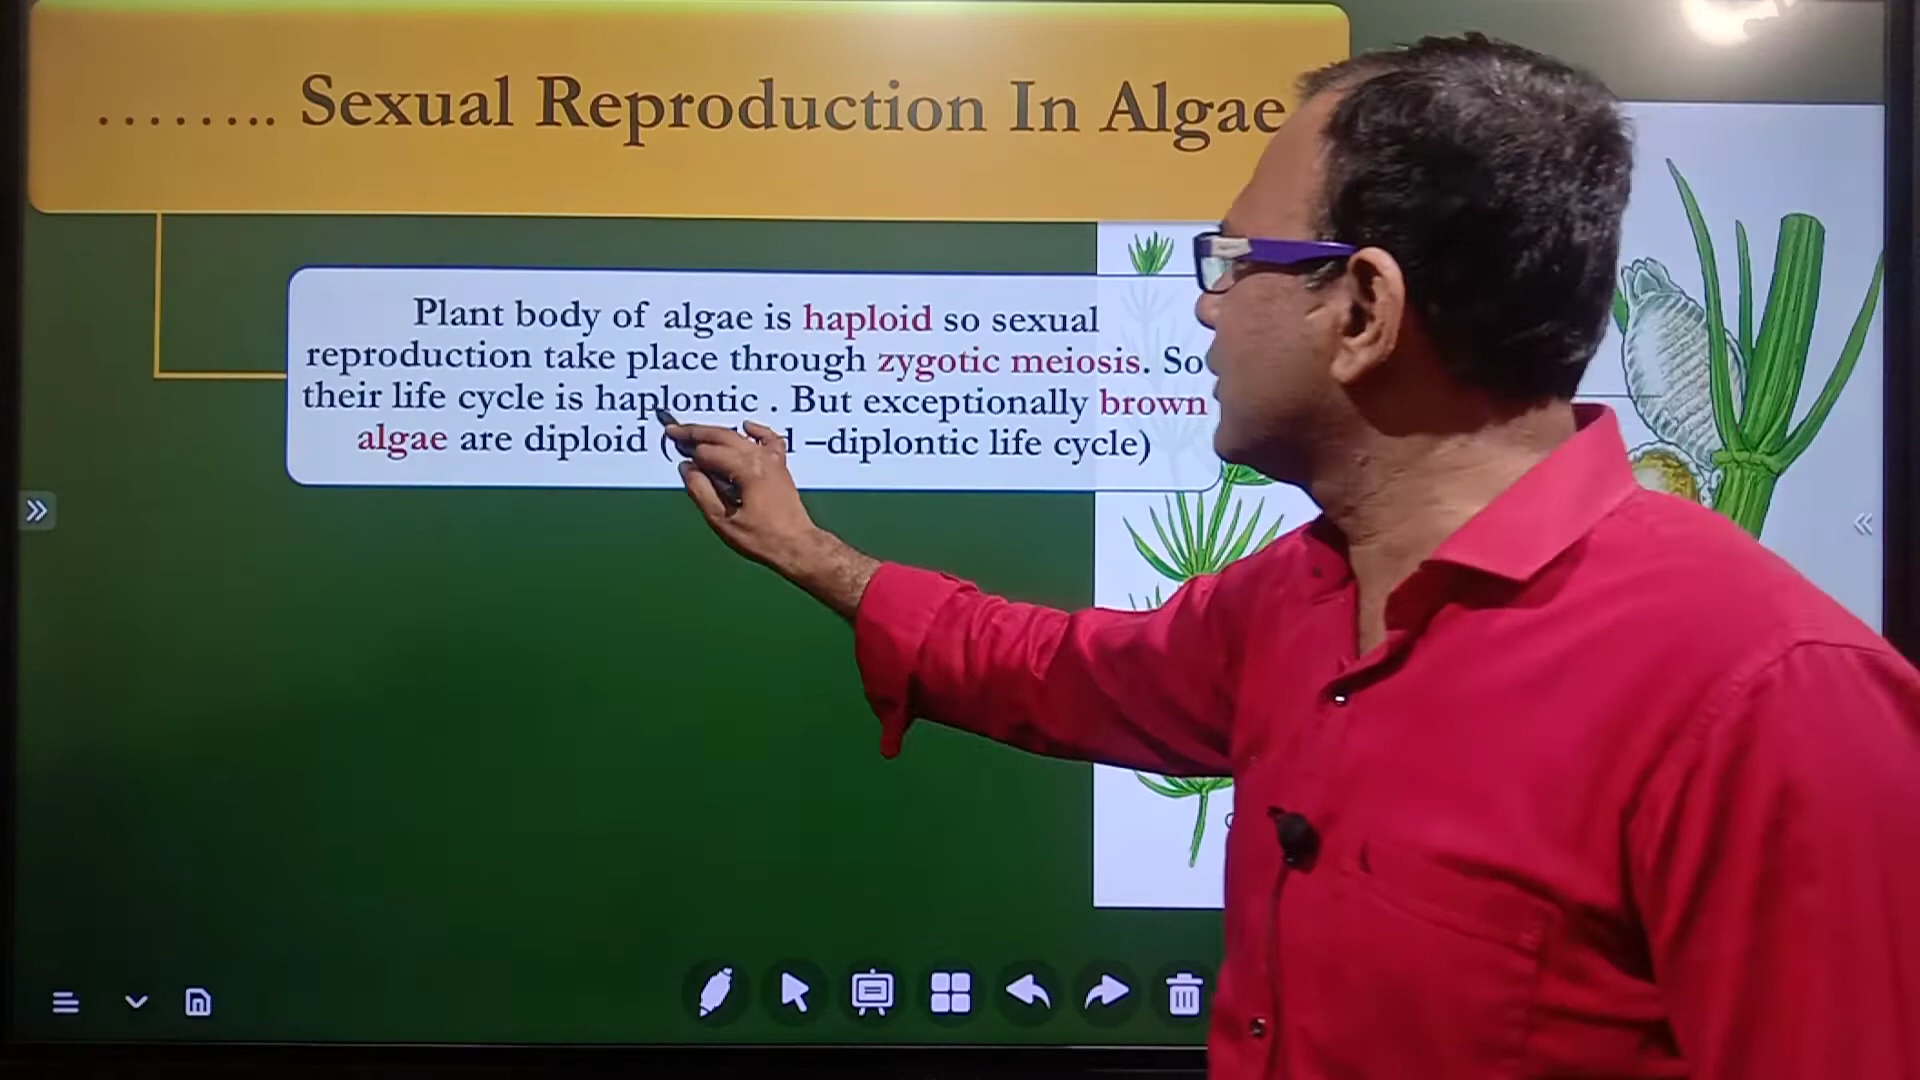 ........ Sexual Reproduction In Algae
Plant body of algae is haploid so sexual
reproduction take place through zygotic meiosis. So
their life cycle is haplontic . But exceptionally brown
algae are diploid ( –diplontic life cycle)